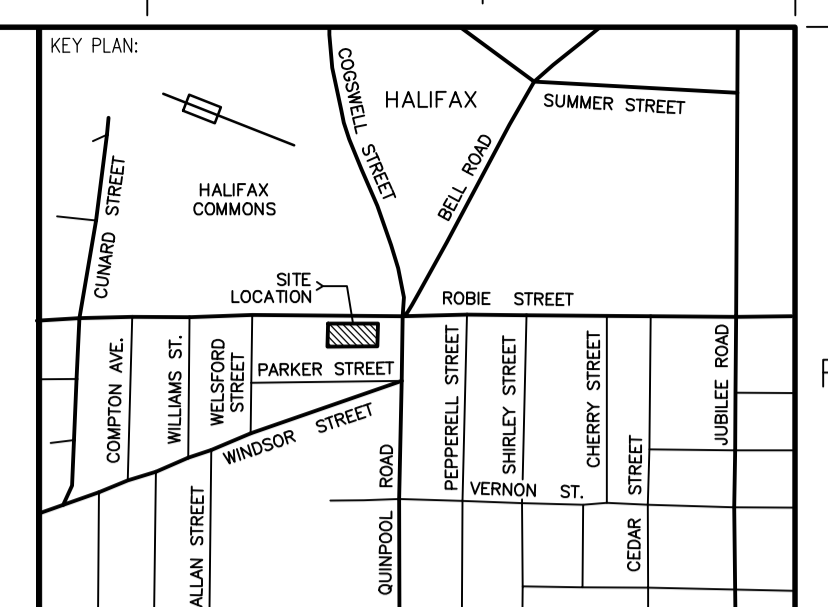 KEY PLAN:
COGSWELL STREET
HALIFAX
SUMMER STREET
BELL ROAD
HALIFAX
COMMONS
CUNARD STREET
SITE
LOCATION
ROBIE STREET
COMPTON AVE.
WILLIAMS ST.
WELSFORD
STREET
PARKER STREET
WINDSOR STREET
PEPPERELL STREET
SHIRLEY STREET
CHERRY STREET
JUBILEE ROAD
VERNON ST.
CEDAR STREET
QUINPOOL ROAD
ALLAN STREET